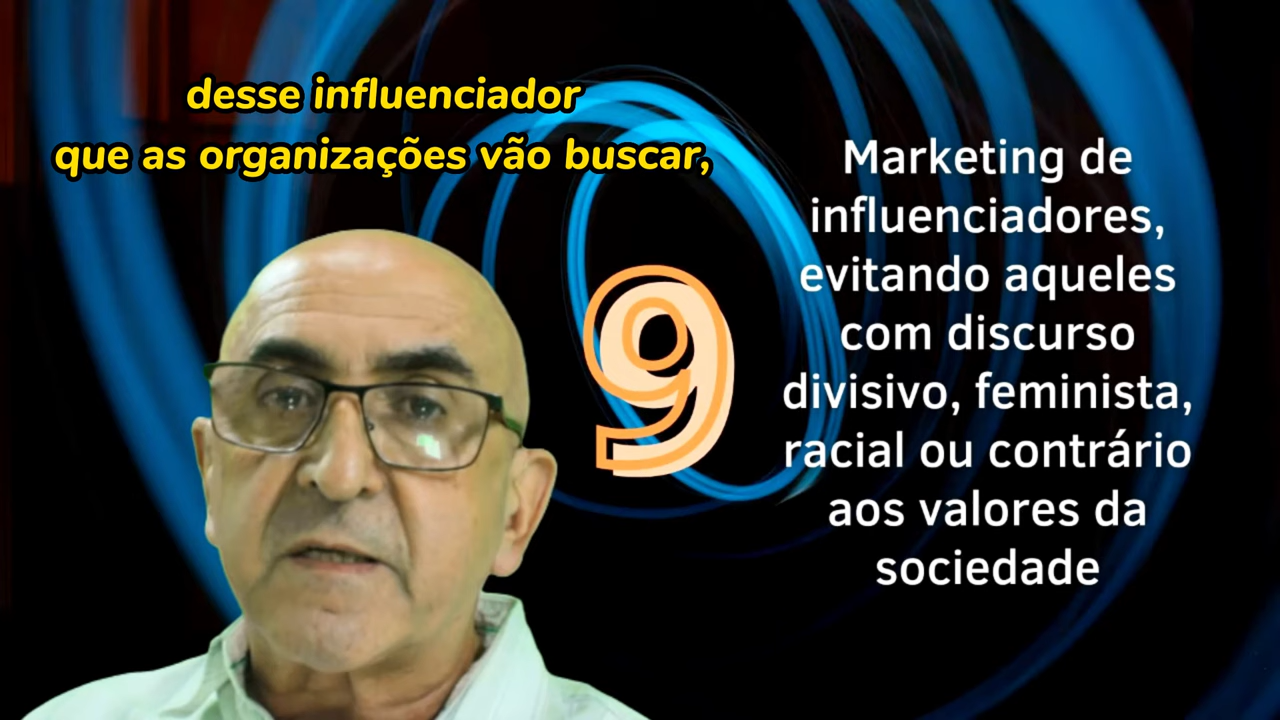 desse influenciador
que as organizações vão buscar,
9
Marketing de
influenciadores,
evitando aqueles
com discurso
divisivo, feminista,
racial ou contrário
aos valores da
sociedade